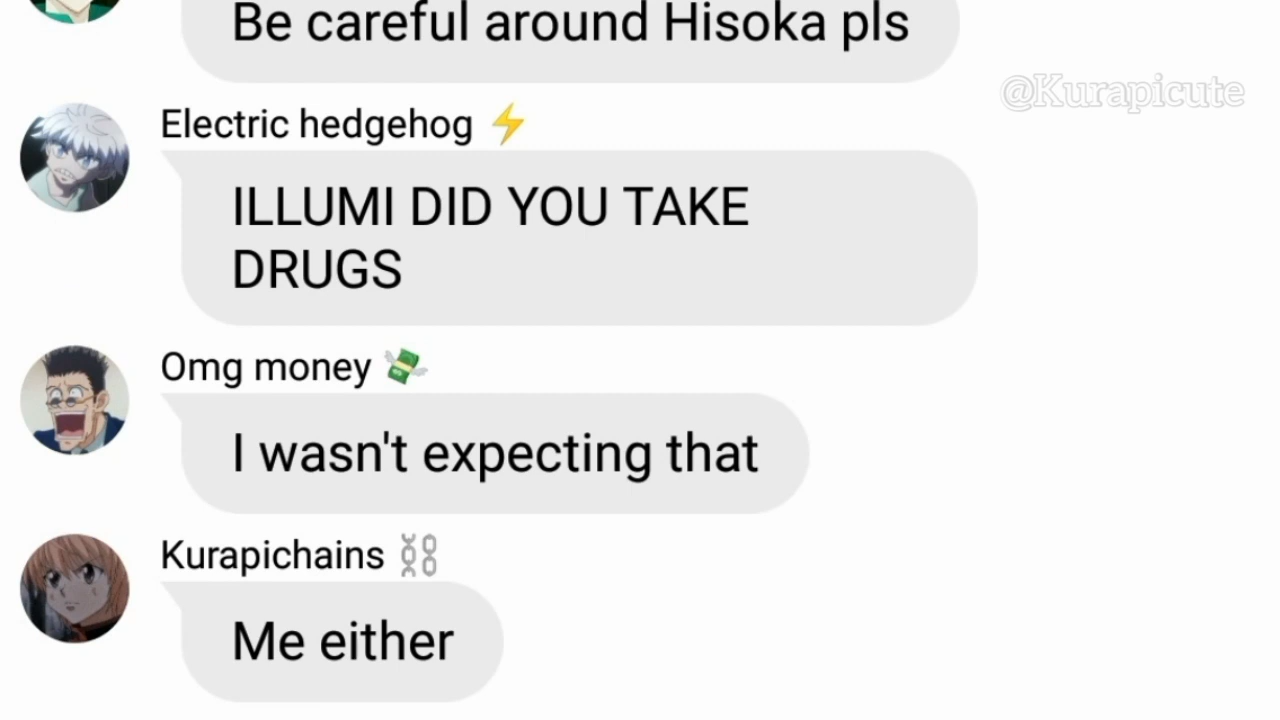 Be careful around Hisoka pls
@Kurapicute
Electric hedgehog ⚡
ILLUMI DID YOU TAKE
DRUGS
Omg money 💸
I wasn't expecting that
Kurapichains ⛓
Me either